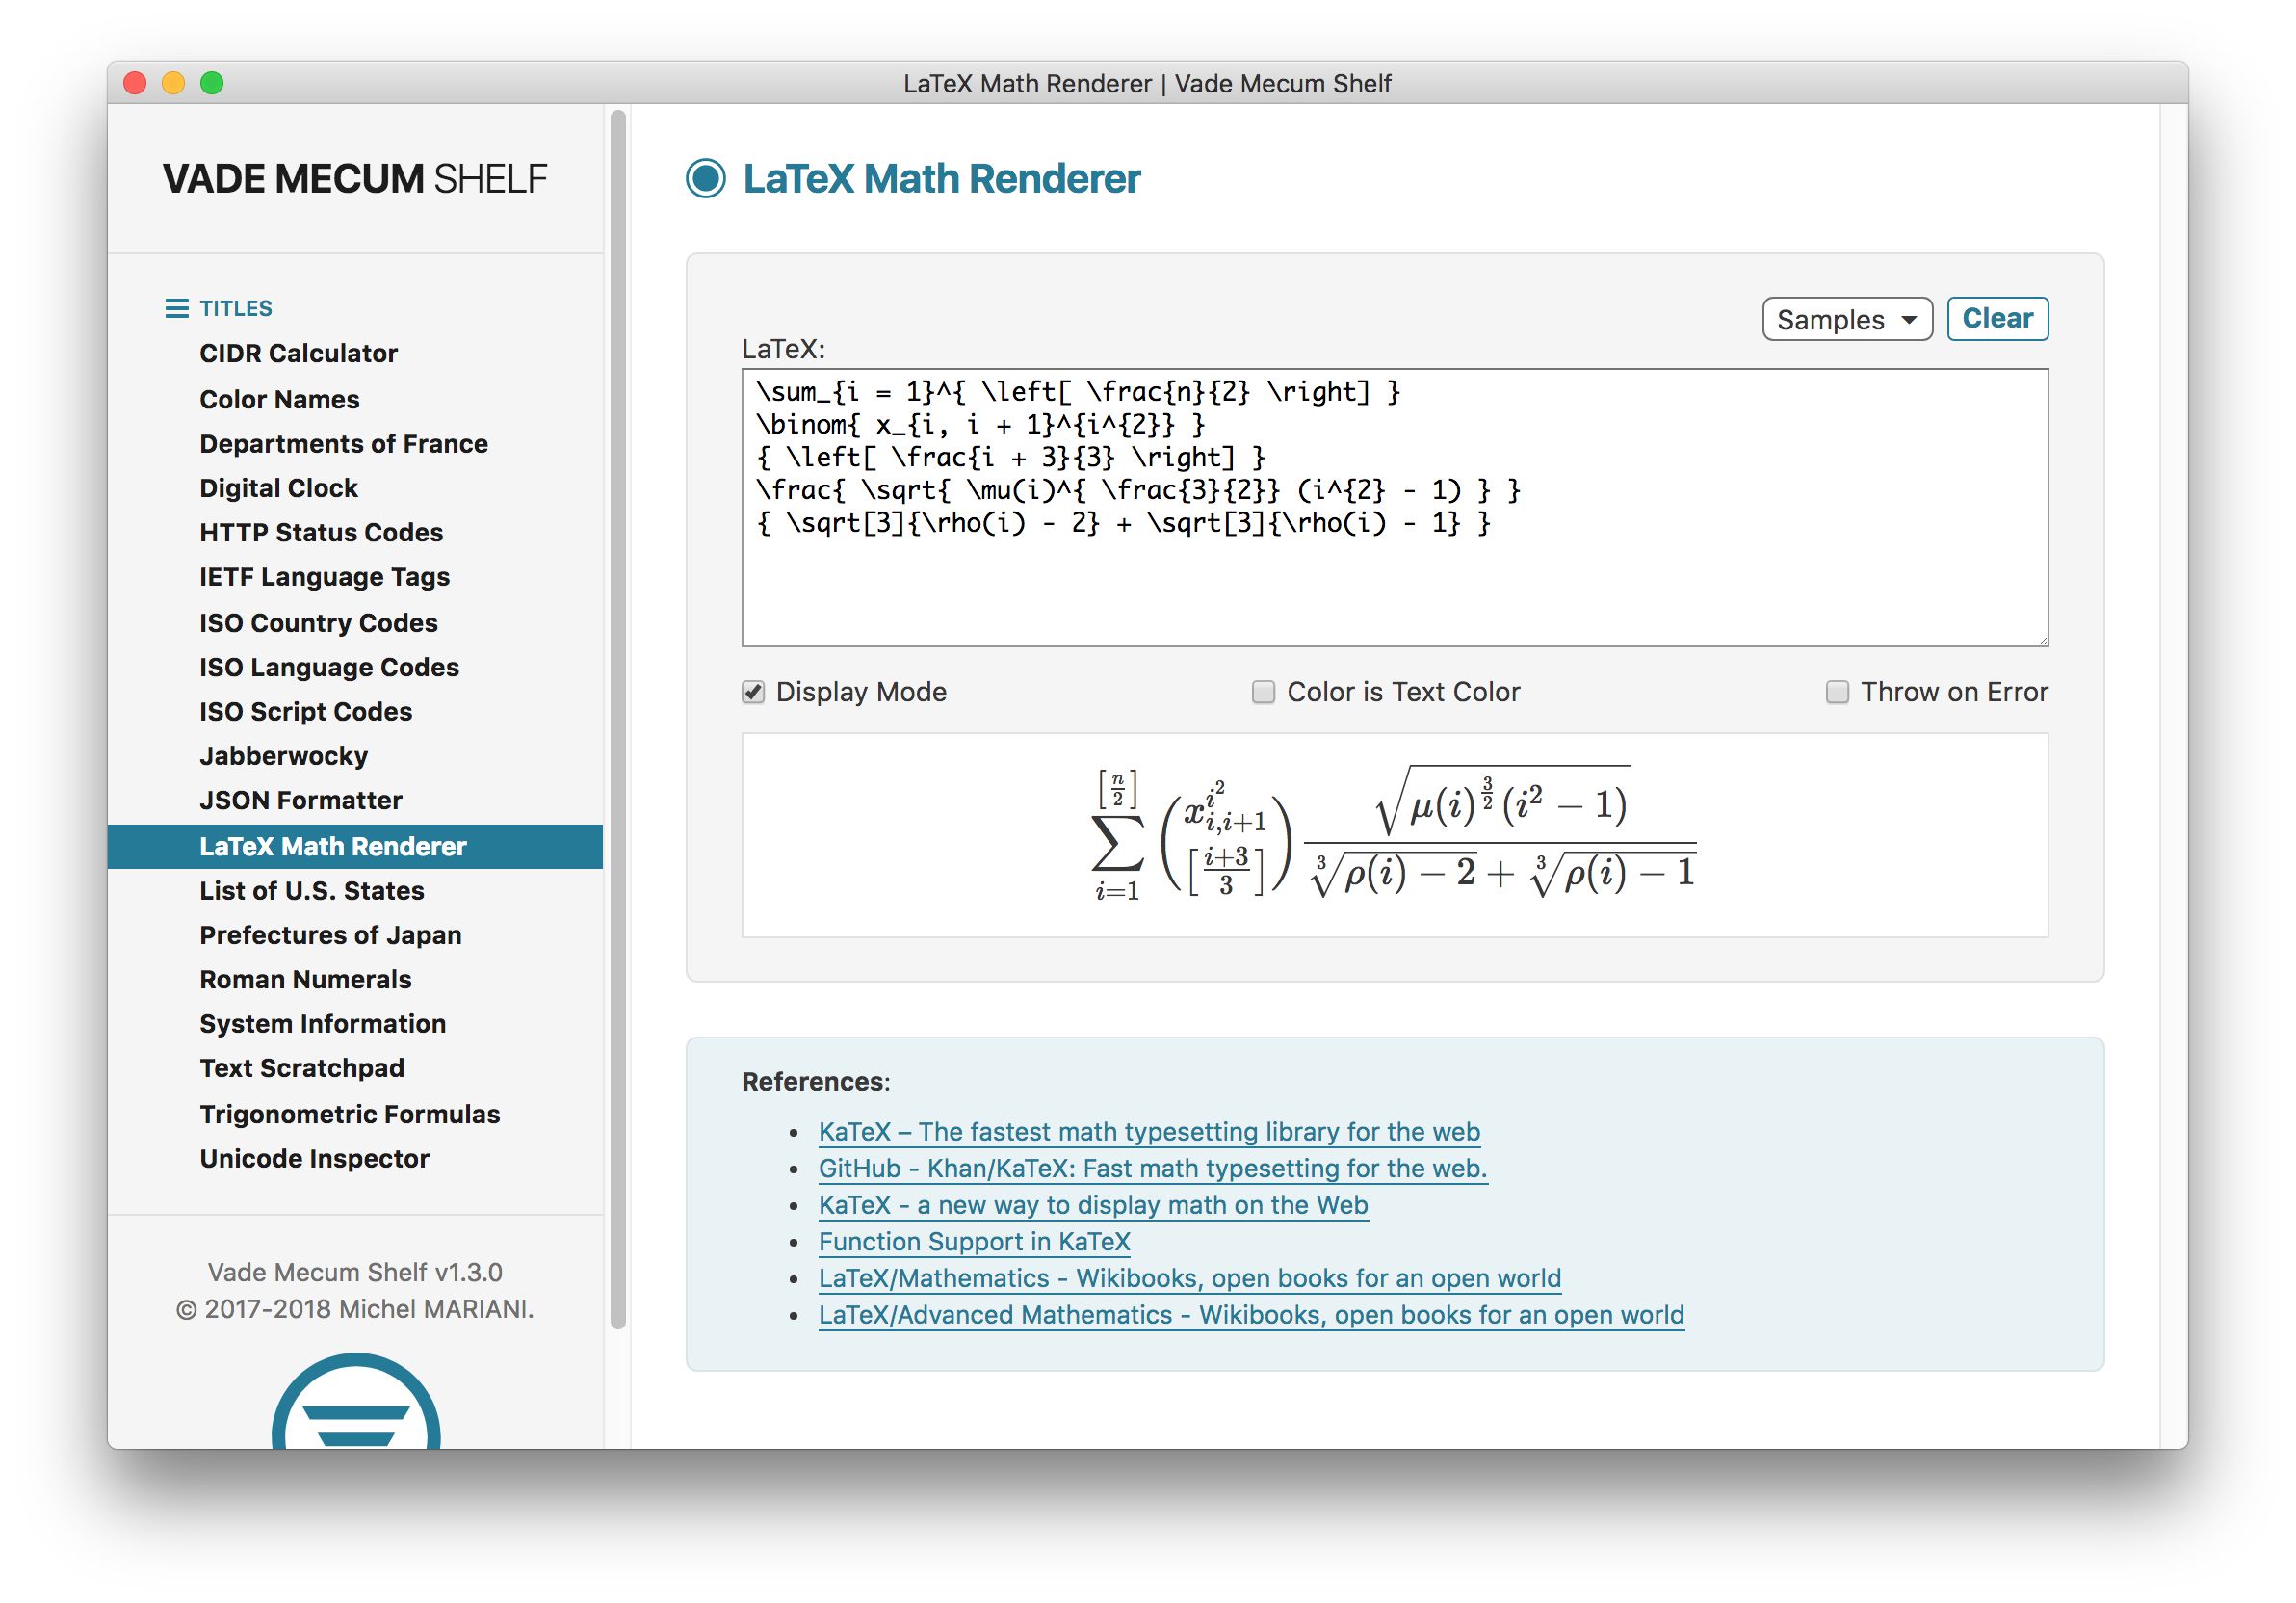 LaTeX Math Renderer | Vade Mecum Shelf
VADE MECUM SHELF
TITLES
CIDR Calculator
Color Names
Departments of France
Digital Clock
HTTP Status Codes
IETF Language Tags
ISO Country Codes
ISO Language Codes
ISO Script Codes
Jabberwocky
JSON Formatter
LaTeX Math Renderer
List of U.S. States
Prefectures of Japan
Roman Numerals
System Information
Text Scratchpad
Trigonometric Formulas
Unicode Inspector
Vade Mecum Shelf v1.3.0
© 2017-2018 Michel MARIANI.
LaTeX Math Renderer
Samples
Clear
LaTeX:
\sum_{i = 1}^{ \left[ \frac{n}{2} \right] }
\binom{ x_{i, i + 1}^{i^{2}} }
{ \left[ \frac{i + 3}{3} \right] }
\frac{ \sqrt{ \mu(i)^{ \frac{3}{2}} (i^{2} - 1) } }
{ \sqrt[3]{\rho(i) - 2} + \sqrt[3]{\rho(i) - 1} }
Display Mode
Color is Text Color
Throw on Error
\sum_{i=1}^{\left[\frac{n}{2}\right]} \binom{x_{i,i+1}^{i^2}}{\left[\frac{i+3}{3}\right]} \frac{\sqrt{\mu(i)^{\frac{3}{2}}(i^2-1)}}{\sqrt[3]{\rho(i)-2}+\sqrt[3]{\rho(i)-1}}
References:
KaTeX – The fastest math typesetting library for the web
GitHub - Khan/KaTeX: Fast math typesetting for the web.
KaTeX - a new way to display math on the Web
Function Support in KaTeX
LaTeX/Mathematics - Wikibooks, open books for an open world
LaTeX/Advanced Mathematics - Wikibooks, open books for an open world